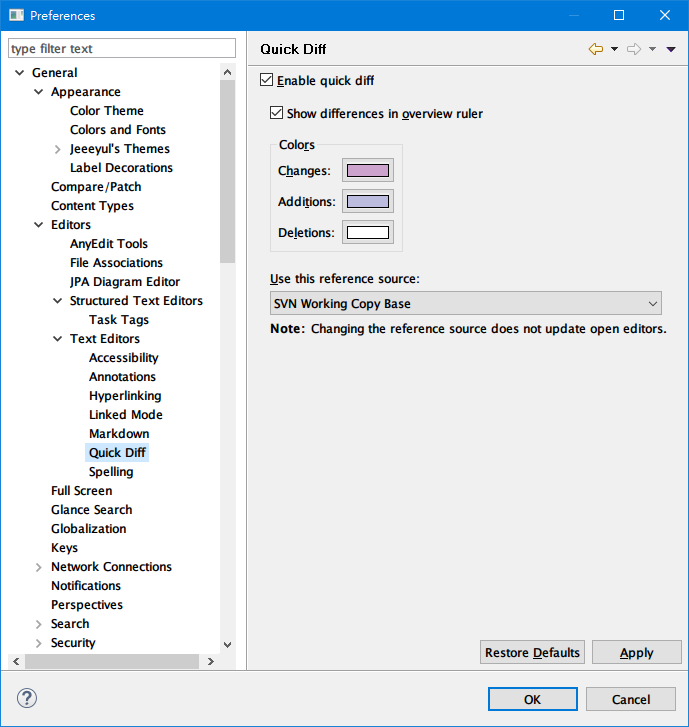 Preferences
type filter text
General
Appearance
Color Theme
Colors and Fonts
Jeeeyul's Themes
Label Decorations
Compare/Patch
Content Types
Editors
AnyEdit Tools
File Associations
JPA Diagram Editor
Structured Text Editors
Task Tags
Text Editors
Accessibility
Annotations
Hyperlinking
Linked Mode
Markdown
Quick Diff
Spelling
Full Screen
Glance Search
Globalization
Keys
Network Connections
Notifications
Perspectives
Search
Security
Quick Diff
Enable quick diff
Show differences in overview ruler
Colors
Changes:
Additions:
Deletions:
Use this reference source:
SVN Working Copy Base
Note: Changing the reference source does not update open editors.
Restore Defaults
Apply
?
OK
Cancel